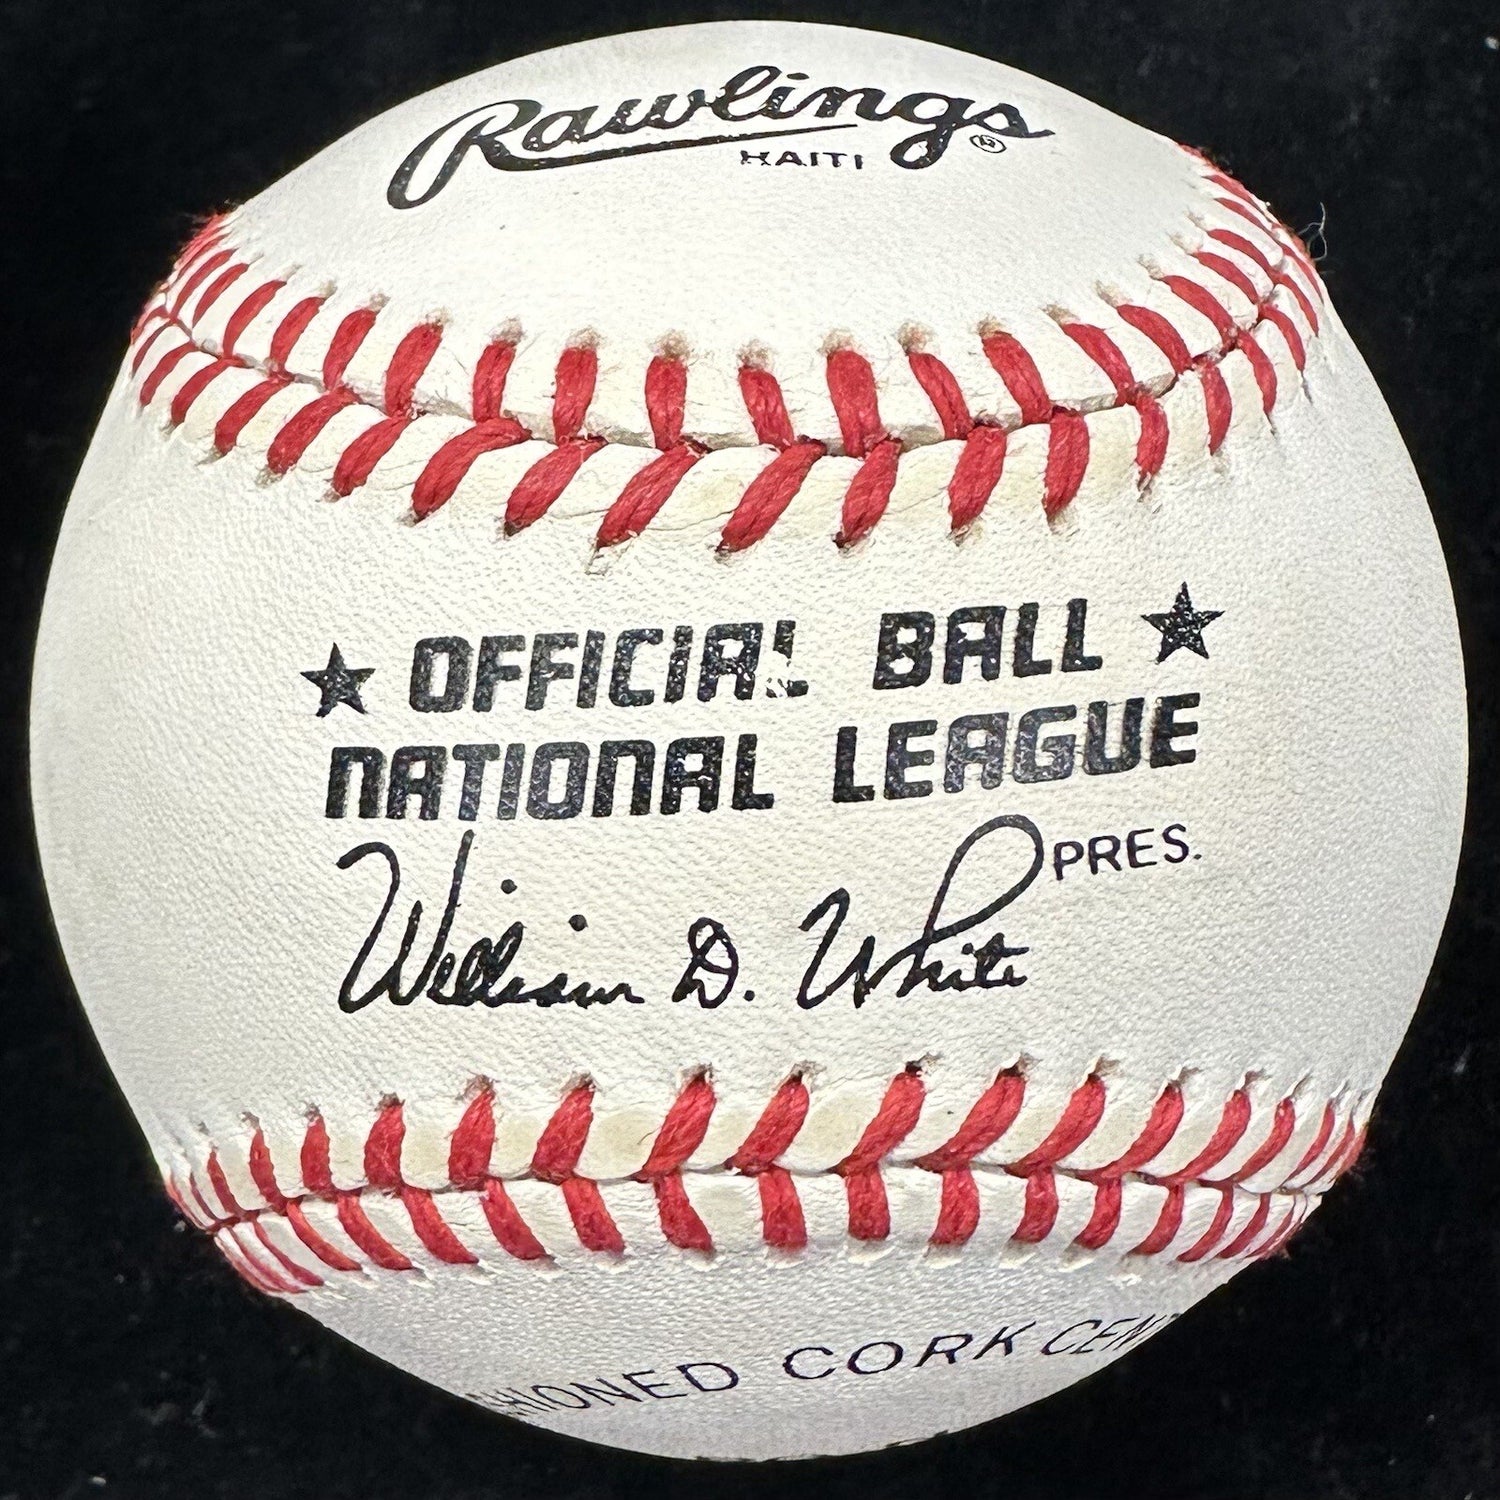 Rawlings
HAITI
★ OFFICIAL BALL ★
NATIONAL LEAGUE
William D. White PRES.
CORK